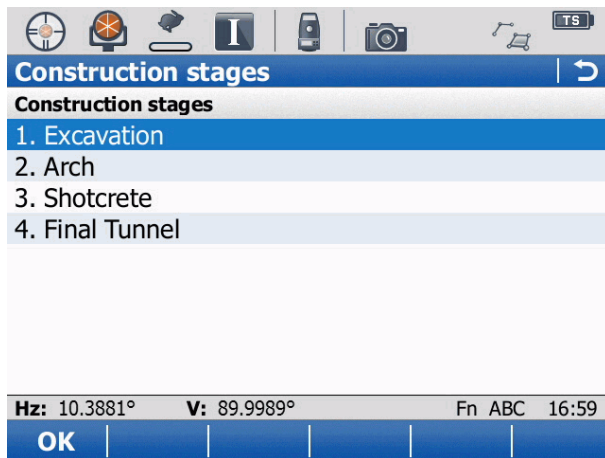 I
TS
Construction stages
Construction stages
1. Excavation
2. Arch
3. Shotcrete
4. Final Tunnel
Hz: 10.3881° V: 89.9989° Fn ABC 16:59
OK